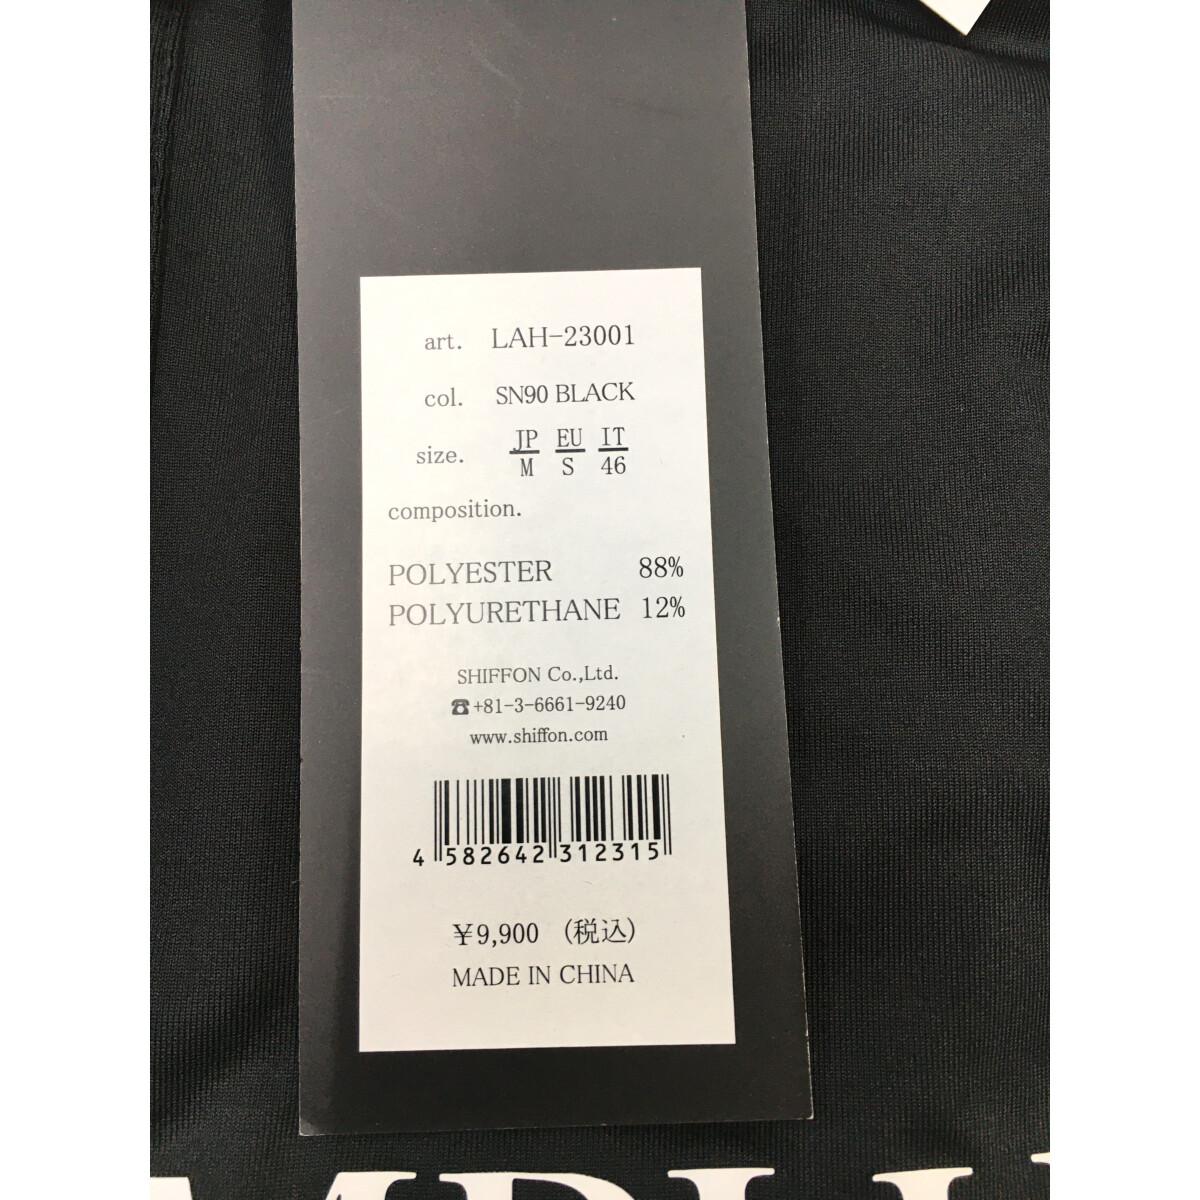 art. LAH-23001
col. SN90 BLACK
size. JP EU IT
M S 46
composition.
POLYESTER 88%
POLYURETHANE 12%
SHIFFON Co.,Ltd.
☎+81-3-6661-9240
www.shiffon.com
4 582642 312315
¥9,900 (税込)
MADE IN CHINA